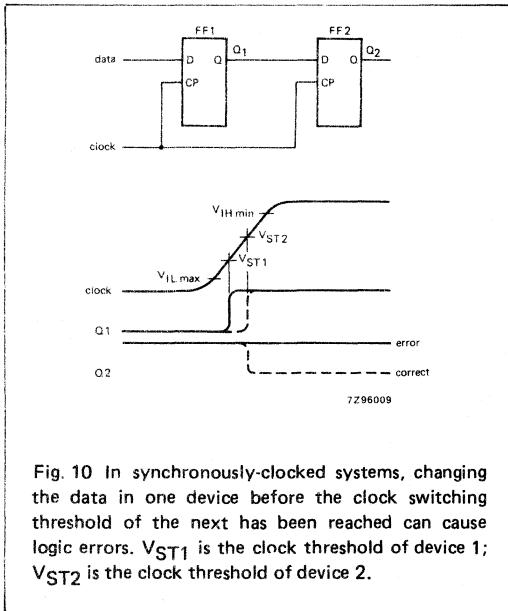 FF1
FF2
data
D
Q
Q1
D
Q
Q2
CP
CP
clock
VIH min
VST2
VST1
VIL max
clock
Q1
error
Q2
correct
7Z96009
Fig. 10 In synchronously-clocked systems, changing
the data in one device before the clock switching
threshold of the next has been reached can cause
logic errors. VST1 is the clock threshold of device 1;
VST2 is the clock threshold of device 2.